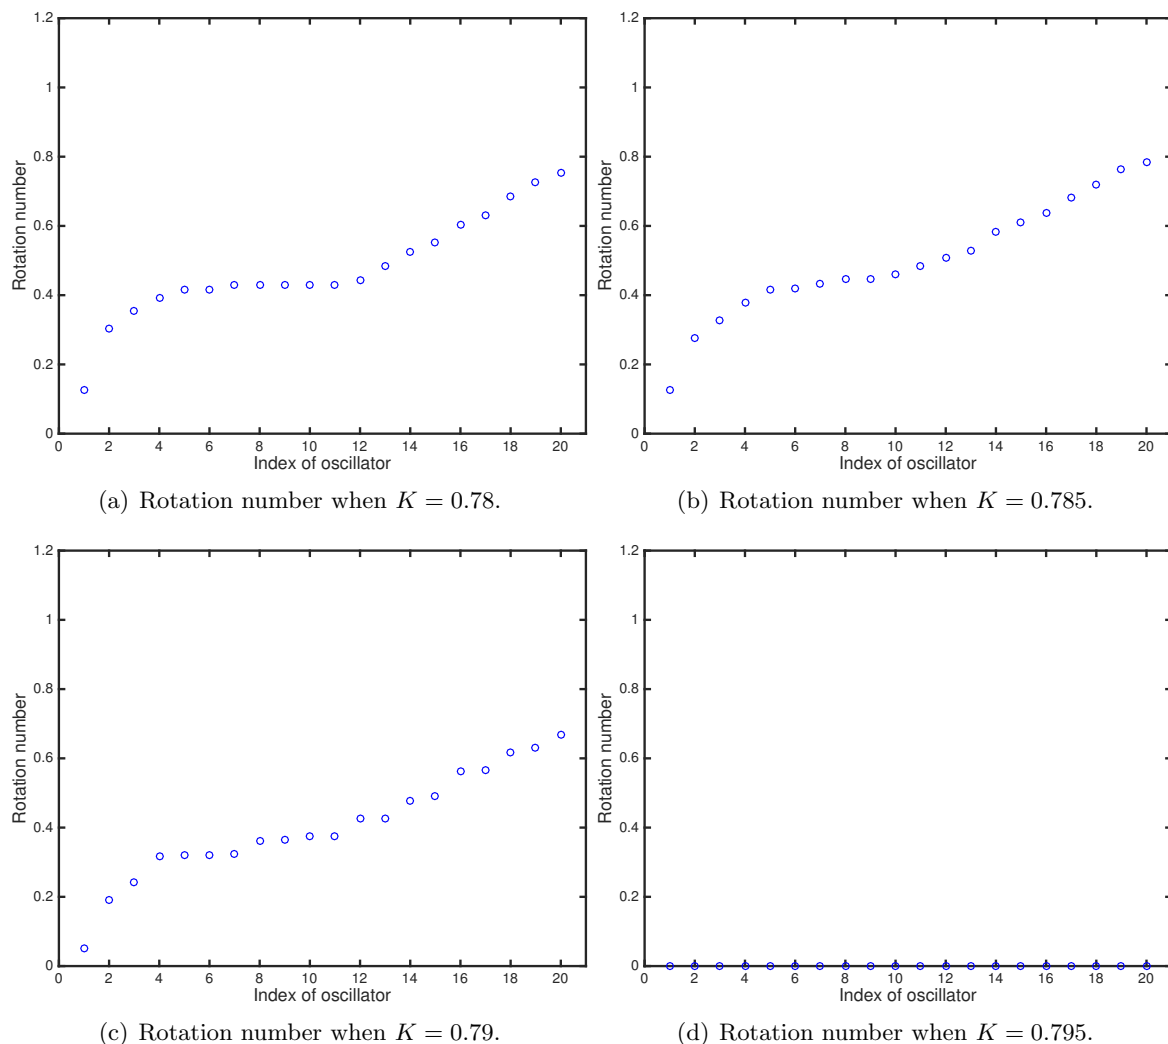 1.2
1
0.8
0.6
0.4
0.2
0
Rotation number
0 2 4 6 8 10 12 14 16 18 20
Index of oscillator
(a) Rotation number when K = 0.78.
1.2
1
0.8
0.6
0.4
0.2
0
Rotation number
0 2 4 6 8 10 12 14 16 18 20
Index of oscillator
(b) Rotation number when K = 0.785.
1.2
1
0.8
0.6
0.4
0.2
0
Rotation number
0 2 4 6 8 10 12 14 16 18 20
Index of oscillator
(c) Rotation number when K = 0.79.
1.2
1
0.8
0.6
0.4
0.2
0
Rotation number
0 2 4 6 8 10 12 14 16 18 20
Index of oscillator
(d) Rotation number when K = 0.795.